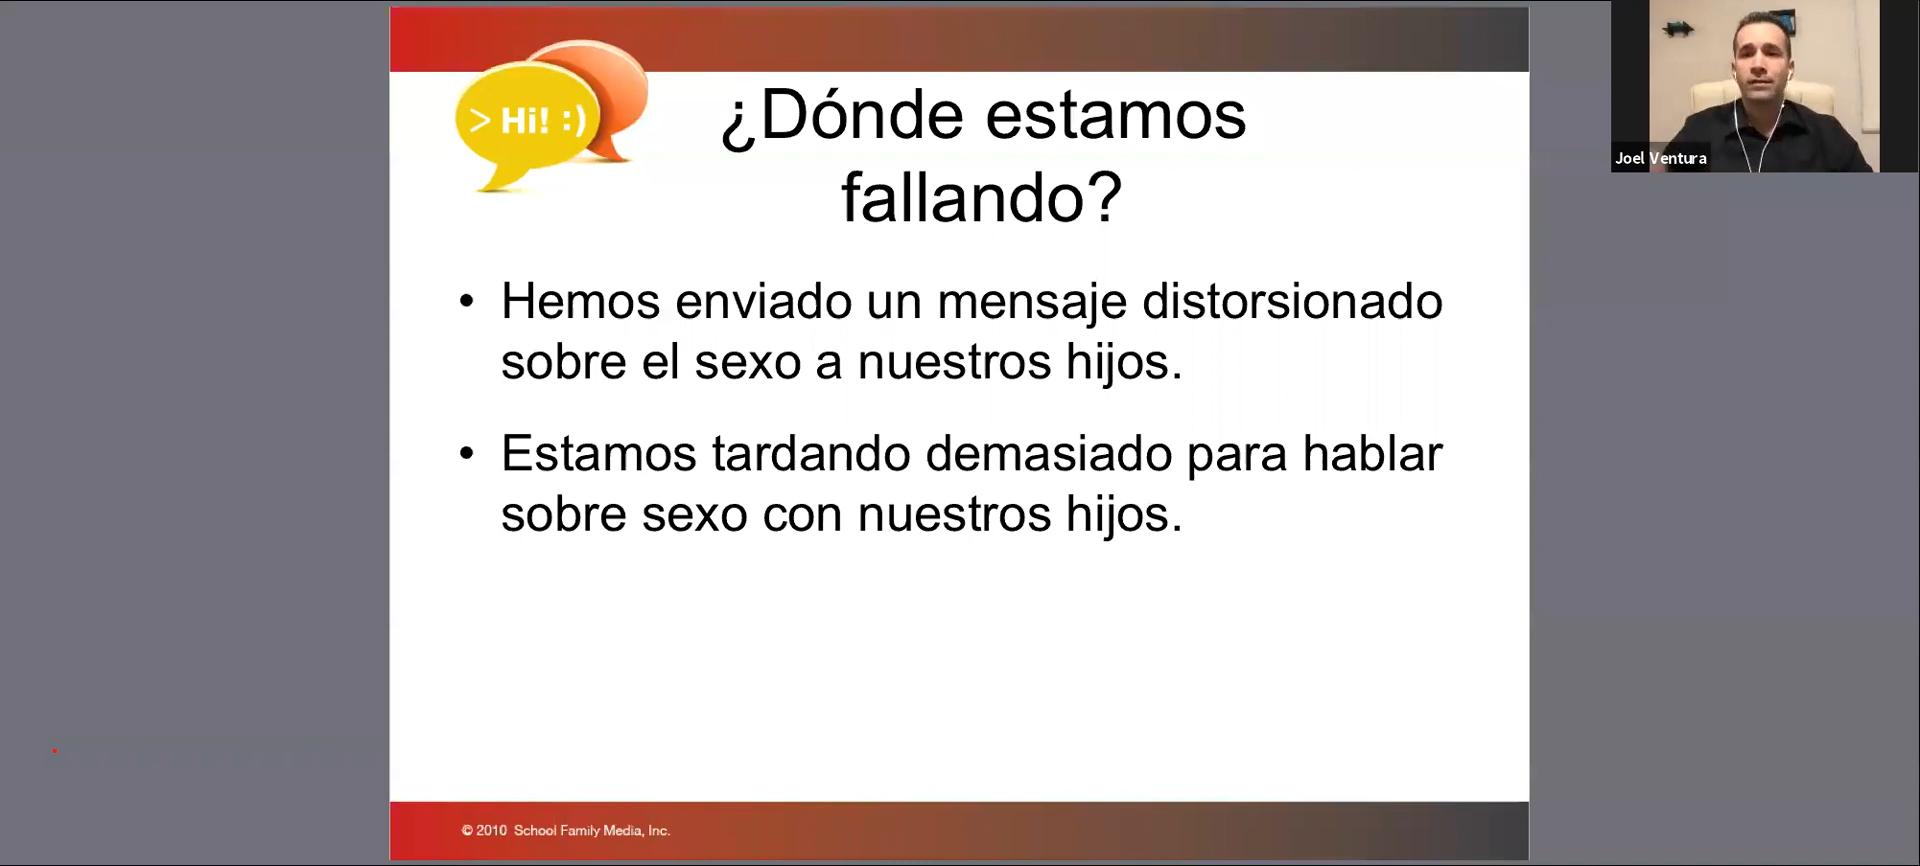 > Hi! :)
¿Dónde estamos
fallando?
Joel Ventura
• Hemos enviado un mensaje distorsionado
sobre el sexo a nuestros hijos.
• Estamos tardando demasiado para hablar
sobre sexo con nuestros hijos.
© 2010 School Family Media, Inc.